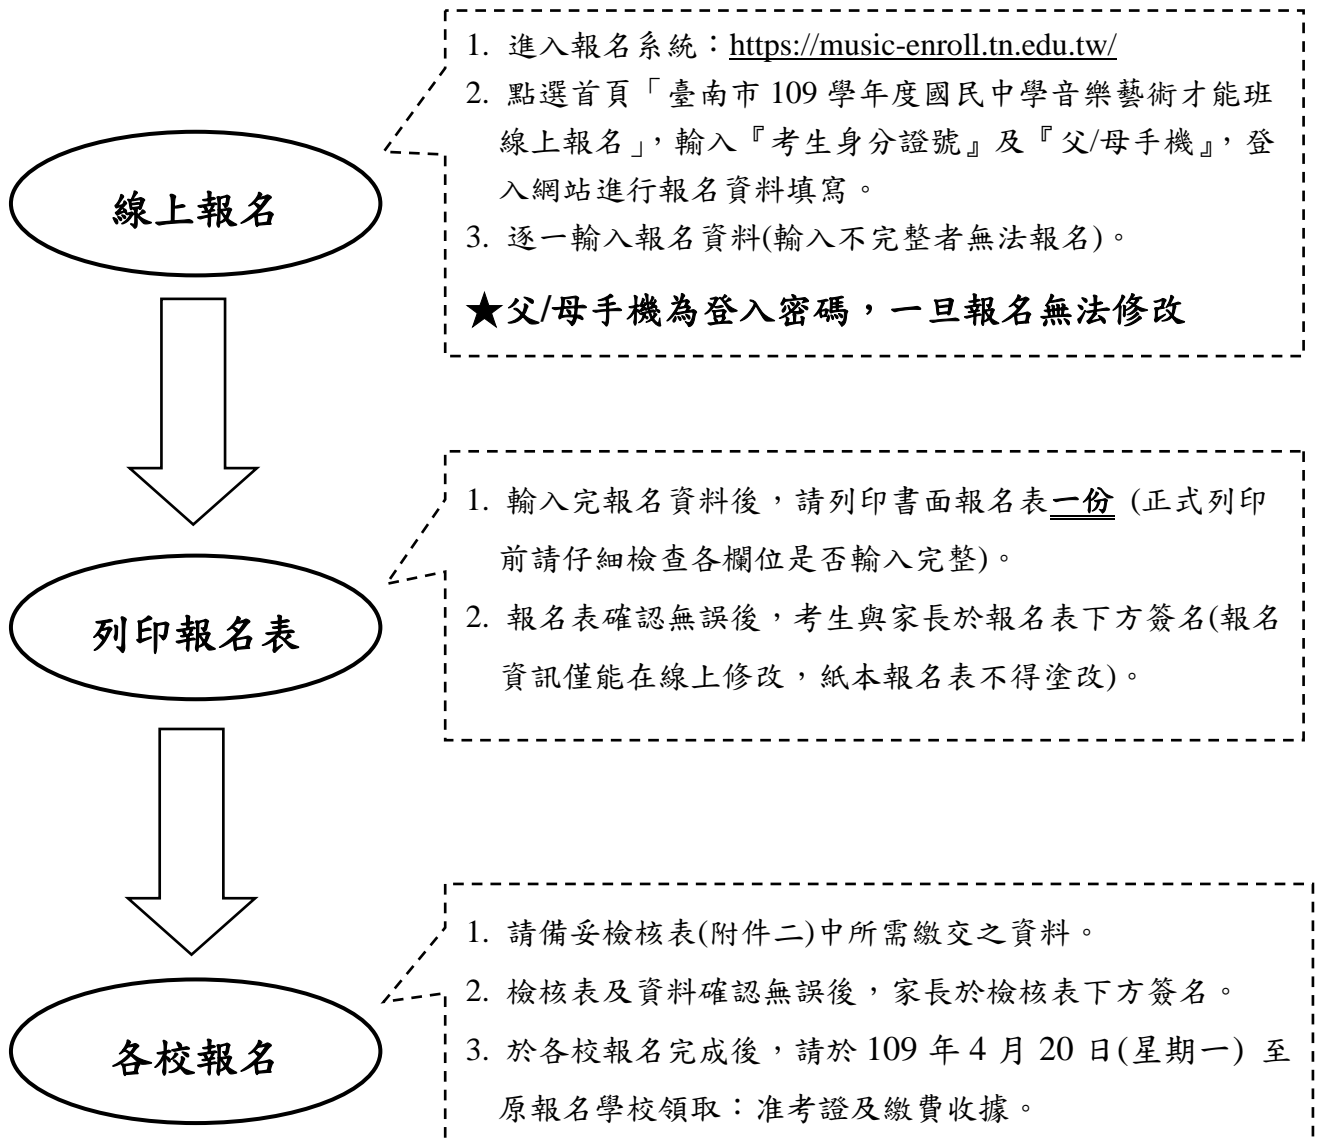 線上報名
1. 進入報名系統：https://music-enroll.tn.edu.tw/
2. 點選首頁「臺南市 109 學年度國民中學音樂藝術才能班
線上報名」，輸入『考生身分證號』及『父/母手機』，登
入網站進行報名資料填寫。
3. 逐一輸入報名資料(輸入不完整者無法報名)。
★父/母手機為登入密碼，一旦報名無法修改
列印報名表
1. 輸入完報名資料後，請列印書面報名表一份 (正式列印
前請仔細檢查各欄位是否輸入完整)。
2. 報名表確認無誤後，考生與家長於報名表下方簽名(報名
資訊僅能在線上修改，紙本報名表不得塗改)。
各校報名
1. 請備妥檢核表(附件二)中所需繳交之資料。
2. 檢核表及資料確認無誤後，家長於檢核表下方簽名。
3. 於各校報名完成後，請於 109 年 4 月 20 日(星期一) 至
原報名學校領取：准考證及繳費收據。